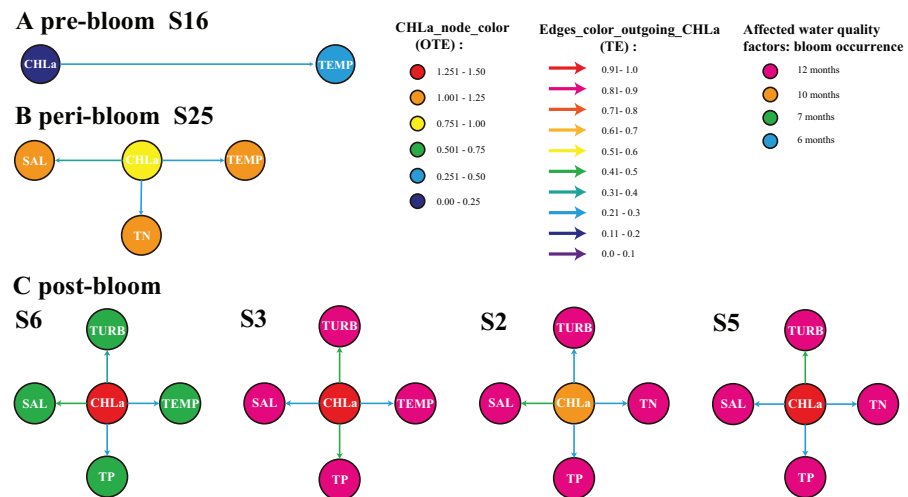 A pre-bloom S16
CHLa
TEMP
B peri-bloom S25
SAL
CHLa
TEMP
TN
CHLa_node_color
(OTE) :
1.251 - 1.50
1.001 - 1.25
0.751 - 1.00
0.501 - 0.75
0.251 - 0.50
0.00 - 0.25
Edges_color_outgoing_CHLa
(TE) :
0.91- 1.0
0.81- 0.9
0.71- 0.8
0.61- 0.7
0.51- 0.6
0.41- 0.5
0.31- 0.4
0.21 - 0.3
0.11 - 0.2
0.0 - 0.1
Affected water quality
factors: bloom occurrence
12 months
10 months
7 months
6 months
C post-bloom
S6
TURB
SAL
CHLa
TEMP
TP
S3
TURB
SAL
CHLa
TEMP
TP
S2
TURB
SAL
CHLa
TN
TP
S5
TURB
SAL
CHLa
TN
TP